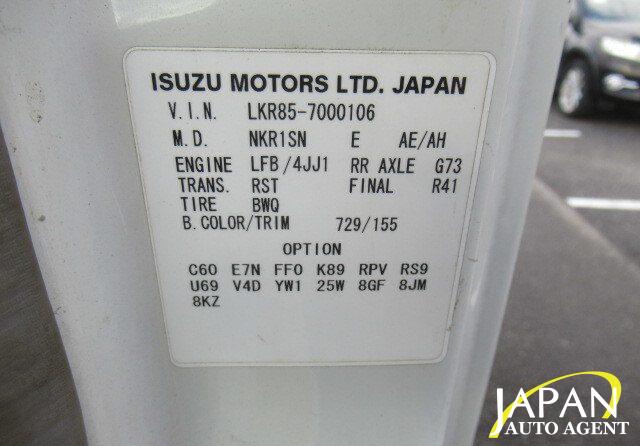 ISUZU MOTORS LTD. JAPAN
V.I.N. LKR85-7000106
M.D. NKR1SN E AE/AH
ENGINE LFB/4JJ1 RR AXLE G73
TRANS. RST FINAL R41
TIRE BWQ
B.COLOR/TRIM 729/155
OPTION
C60 E7N FF0 K89 RPV RS9
U69 V4D YW1 25W 8GF 8JM
8KZ
JAPAN
AUTO AGENT